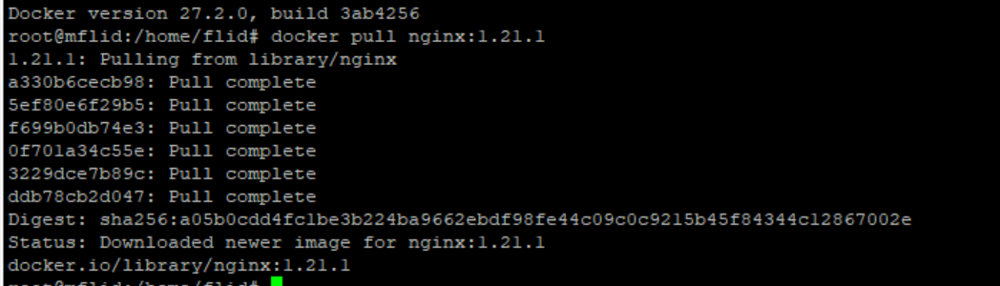 Docker version 27.2.0, build 3ab4256
root@mflid:/home/flid# docker pull nginx:1.21.1
1.21.1: Pulling from library/nginx
a330b6cecb98: Pull complete
5ef80e6f29b5: Pull complete
f699b0db74e3: Pull complete
0f701a34c55e: Pull complete
3229dce7b89c: Pull complete
ddb78cb2d047: Pull complete
Digest: sha256:a05b0cdd4fc1be3b224ba9662ebdf98fe44c09c0c9215b45f84344c12867002e
Status: Downloaded newer image for nginx:1.21.1
docker.io/library/nginx:1.21.1
root@mflid:/home/flid#